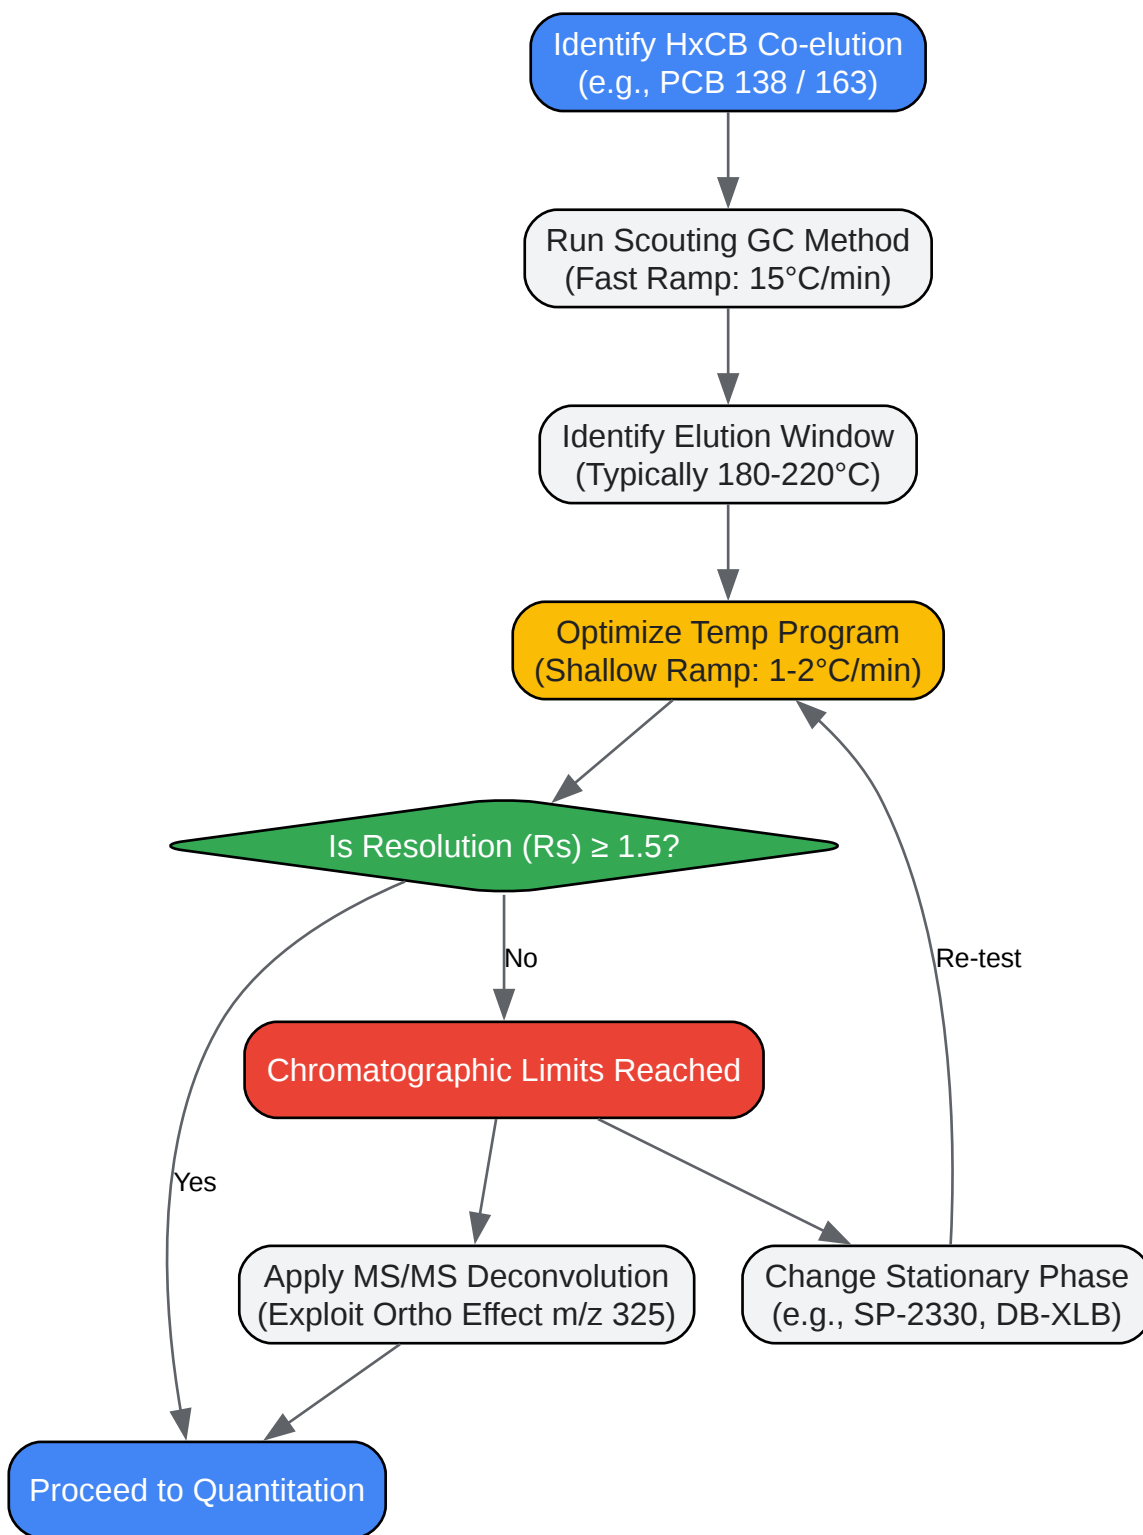 Identify HxCB Co-elution
(e.g., PCB 138 / 163)
Run Scouting GC Method
(Fast Ramp: 15°C/min)
Identify Elution Window
(Typically 180-220°C)
Optimize Temp Program
(Shallow Ramp: 1-2°C/min)
Is Resolution (Rs) ≥ 1.5?
No
Re-test
Chromatographic Limits Reached
Yes
Apply MS/MS Deconvolution
(Exploit Ortho Effect m/z 325)
Change Stationary Phase
(e.g., SP-2330, DB-XLB)
Proceed to Quantitation